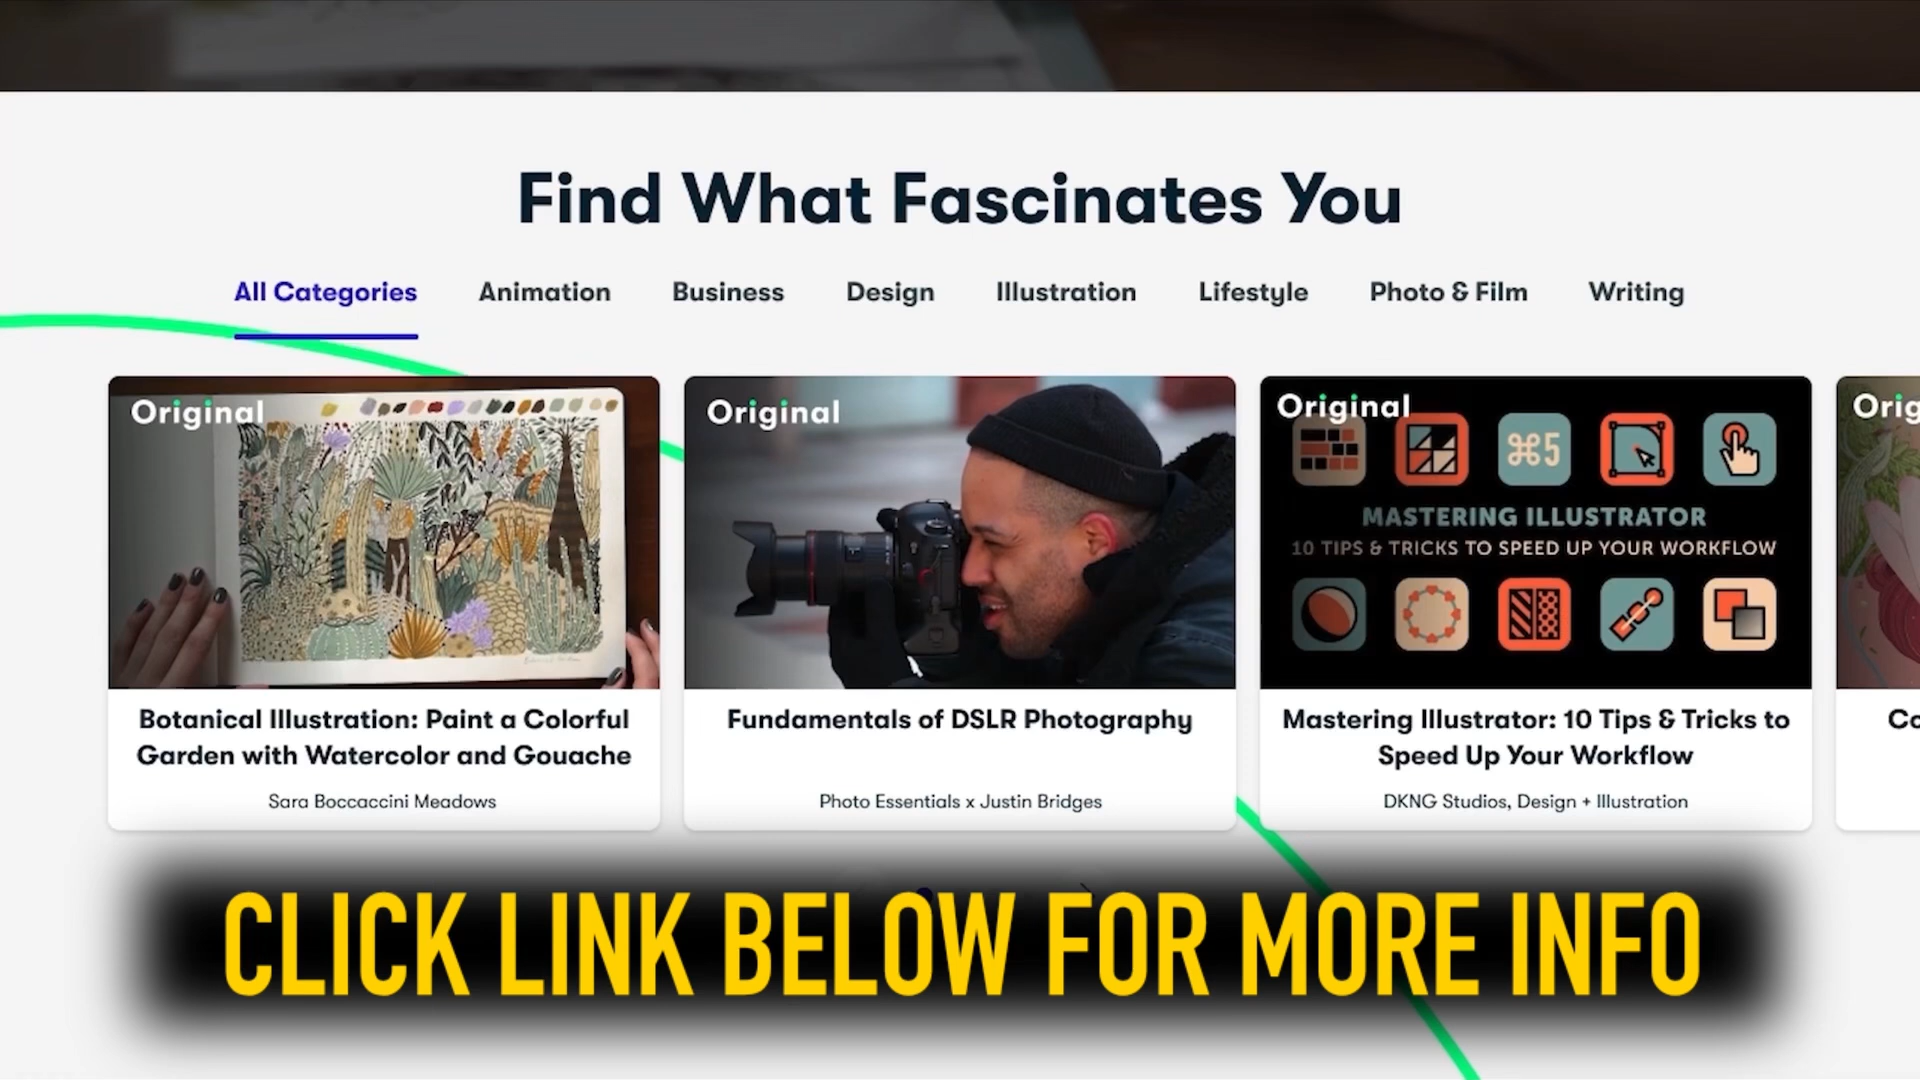 Find What Fascinates You
All Categories Animation Business Design Illustration Lifestyle Photo & Film Writing
Original
Original
Original
⌘5
MASTERING ILLUSTRATOR
10 TIPS & TRICKS TO SPEED UP YOUR WORKFLOW
Botanical Illustration: Paint a Colorful
Garden with Watercolor and Gouache
Sara Boccaccini Meadows
Fundamentals of DSLR Photography
Photo Essentials x Justin Bridges
Mastering Illustrator: 10 Tips & Tricks to
Speed Up Your Workflow
DKNG Studios, Design + Illustration
CLICK LINK BELOW FOR MORE INFO